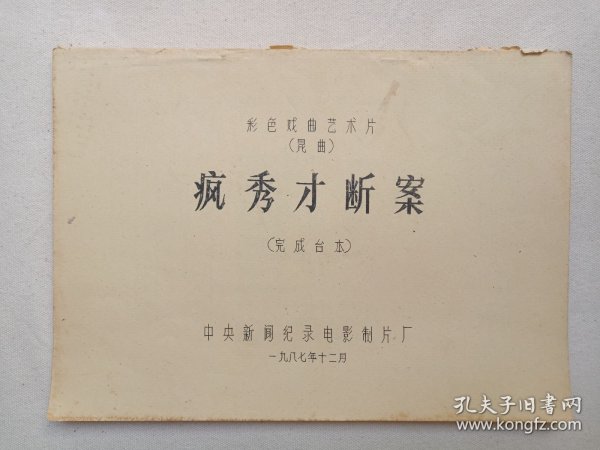 彩色戏曲艺术片
(昆曲)
疯秀才断案
(完成台本)
中央新闻纪录电影制片厂
一九八七年十二月
孔夫子旧书网
www.kongfz.com